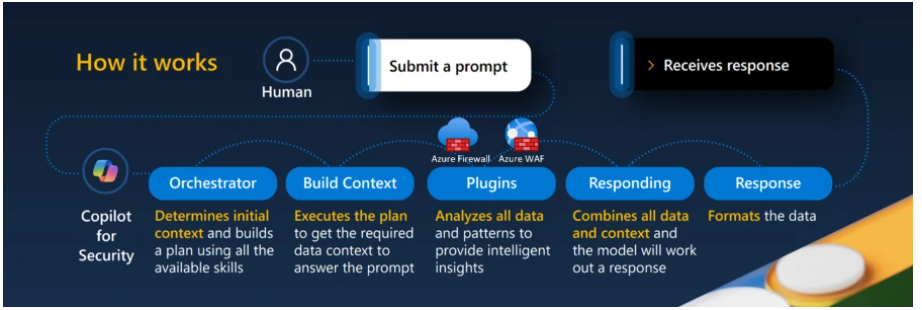 How it works
Human
Submit a prompt
> Receives response
Azure Firewall
Azure WAF
Copilot
for
Security
Orchestrator
Determines initial
context and builds
a plan using all the
available skills
Build Context
Executes the plan
to get the required
data context to
answer the prompt
Plugins
Analyzes all data
and patterns to
provide intelligent
insights
Responding
Combines all data
and context and
the model will work
out a response
Response
Formats the data